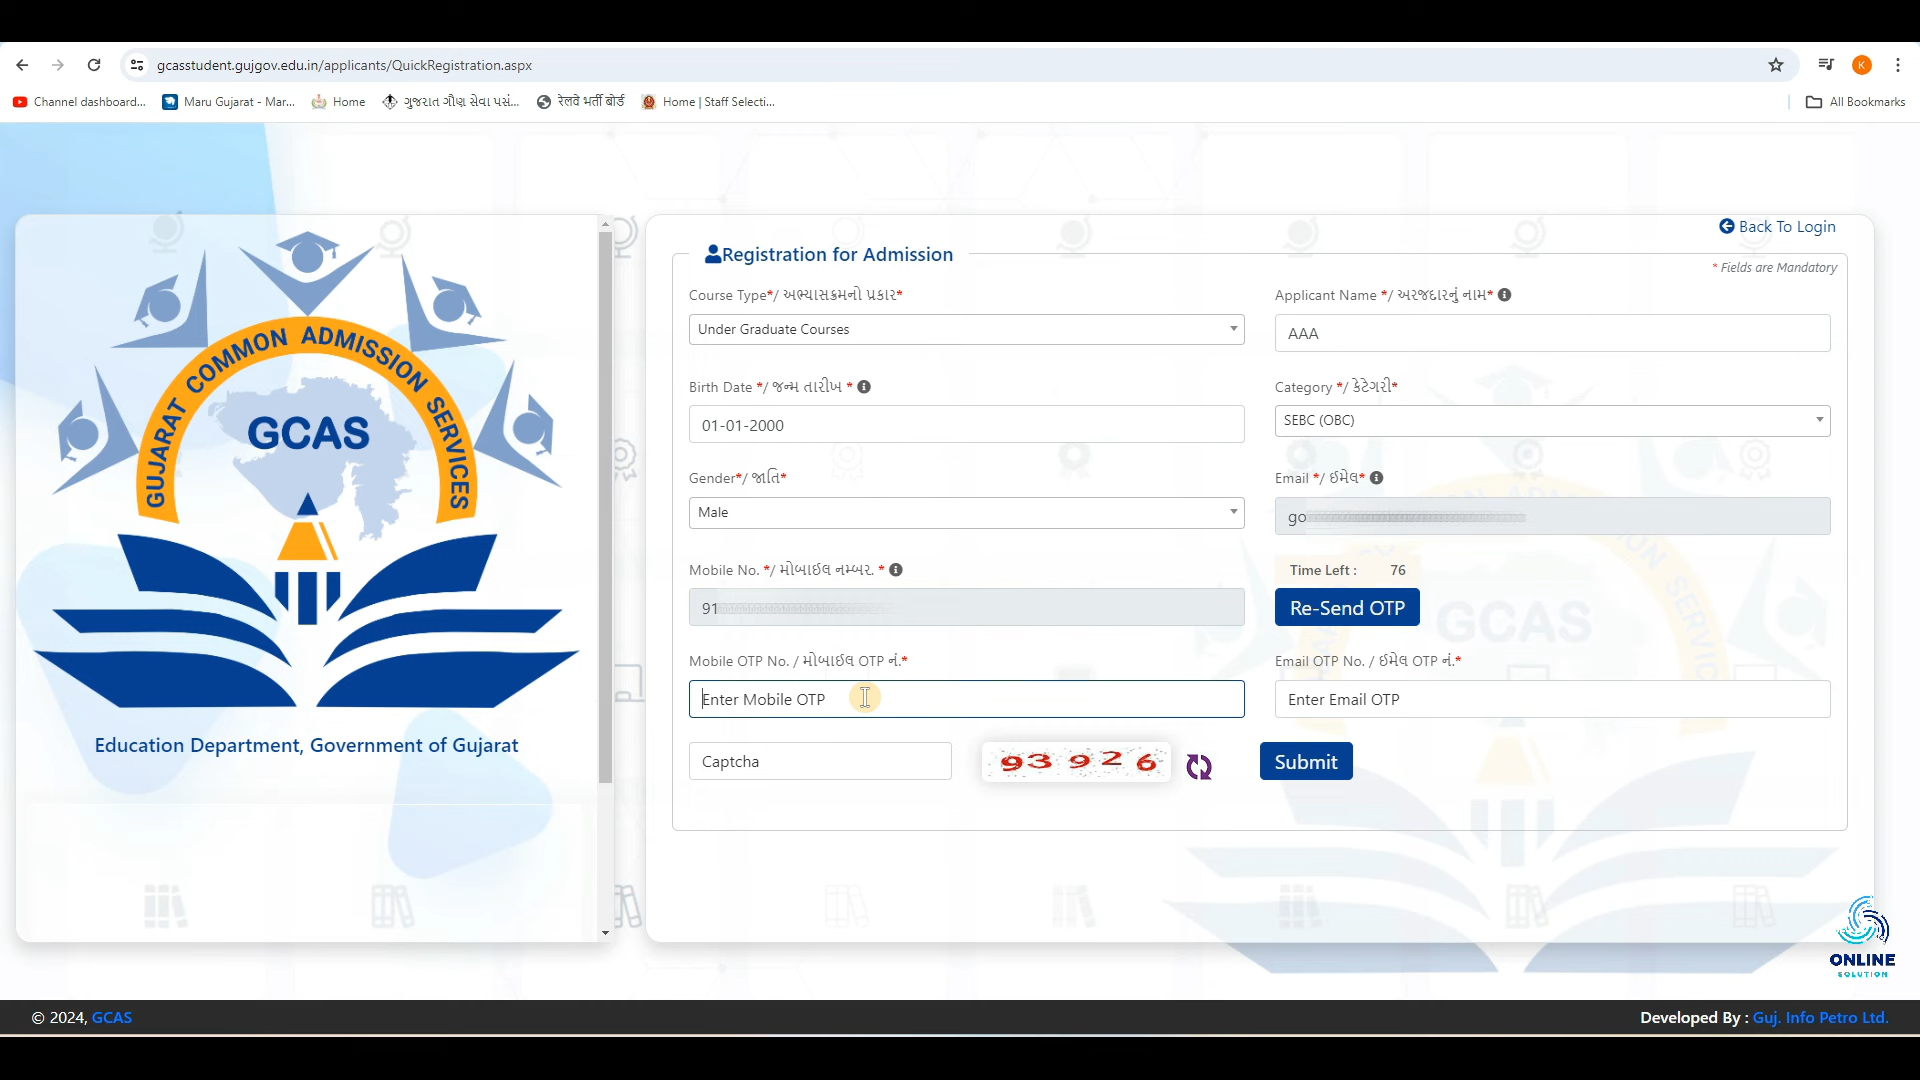 gcasstudent.gujgov.edu.in/applicants/QuickRegistration.aspx
K
Channel dashboard...
Maru Gujarat - Mar...
Home
ગુજરાત ગૌણ સેવા પસં...
रेलवे भर्ती बोर्ड
Home | Staff Selecti...
All Bookmarks
GUJARAT COMMON ADMISSION SERVICES
GCAS
Education Department, Government of Gujarat
Back To Login
Registration for Admission
* Fields are Mandatory
Course Type*/ અભ્યાસક્રમનો પ્રકાર*
Applicant Name */ અરજદારનું નામ*
Under Graduate Courses
AAA
Birth Date */ જન્મ તારીખ *
Category */ કેટેગરી*
01-01-2000
SEBC (OBC)
Gender*/ જાતિ*
Email */ ઈમેલ*
Male
go
Mobile No. */ મોબાઈલ નમ્બર. *
Time Left : 76
91
Re-Send OTP
Mobile OTP No. / મોબાઈલ OTP નં.*
Email OTP No. / ઈમેલ OTP નં.*
Enter Mobile OTP
Enter Email OTP
Captcha
93926
Submit
ONLINE
SOLUTION
© 2024, GCAS
Developed By : Guj. Info Petro Ltd.